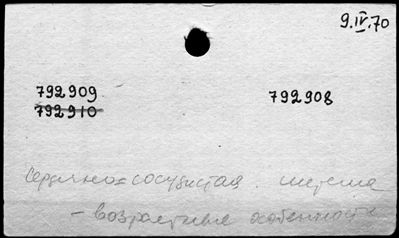 9.IV.70
792909 792908
792910
Сердечно-сосудистая система
- возрастные особенности